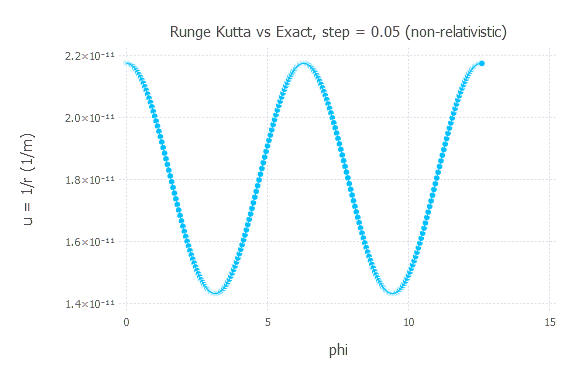 Runge Kutta vs Exact, step = 0.05 (non-relativistic)
2.2×10⁻¹¹
2.0×10⁻¹¹
1.8×10⁻¹¹
1.6×10⁻¹¹
1.4×10⁻¹¹
u = 1/r (1/m)
0 5 10 15
phi